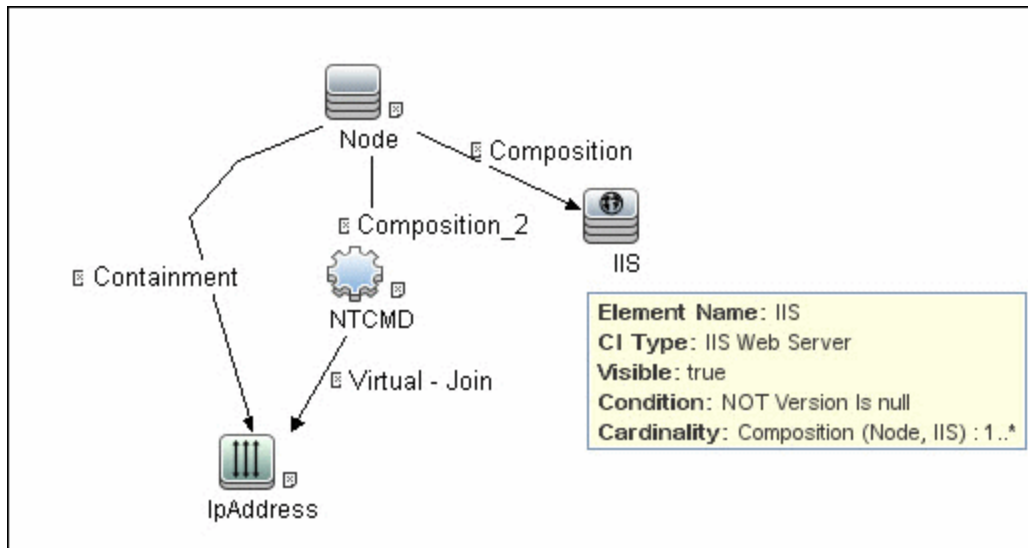 Node
Composition
Composition_2
IIS
Containment
NTCMD
Virtual - Join
IpAddress
Element Name: IIS
CI Type: IIS Web Server
Visible: true
Condition: NOT Version Is null
Cardinality: Composition (Node, IIS) : 1..*